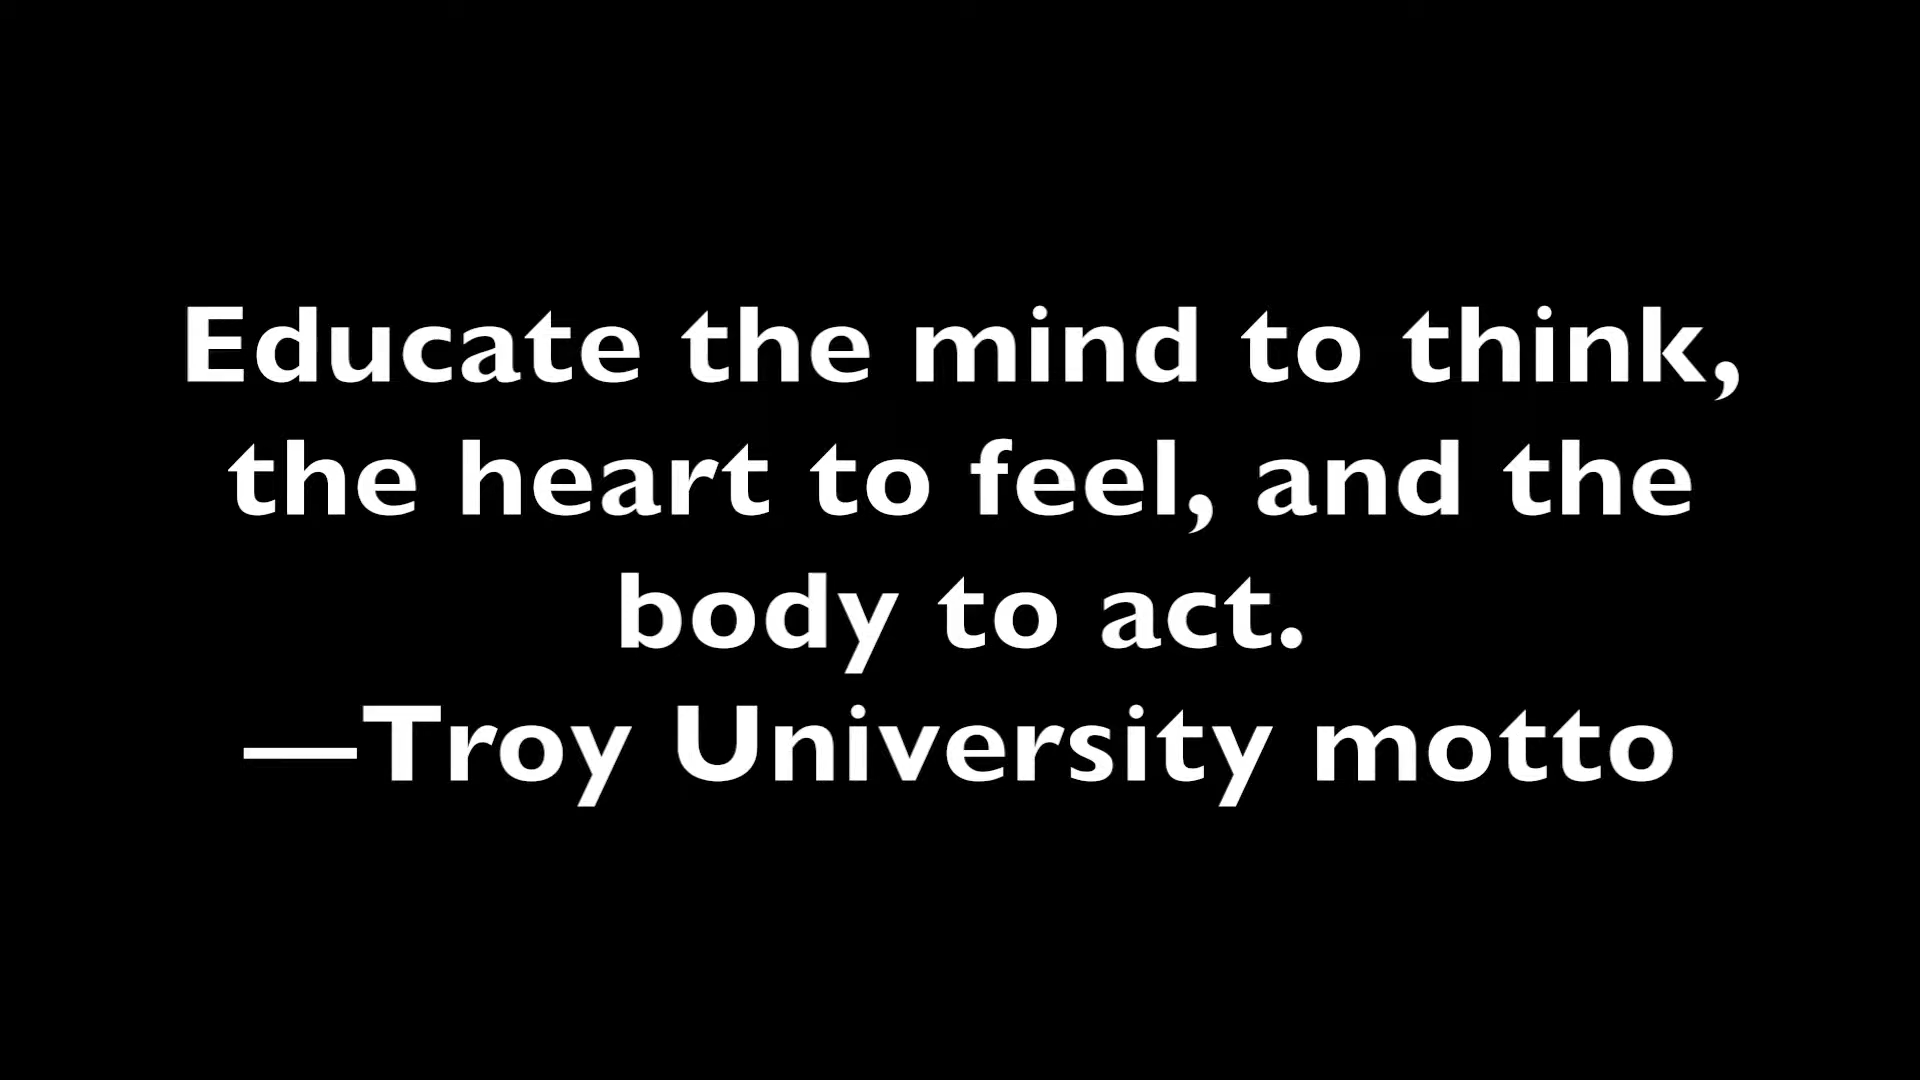 Educate the mind to think,
the heart to feel, and the
body to act.
—Troy University motto